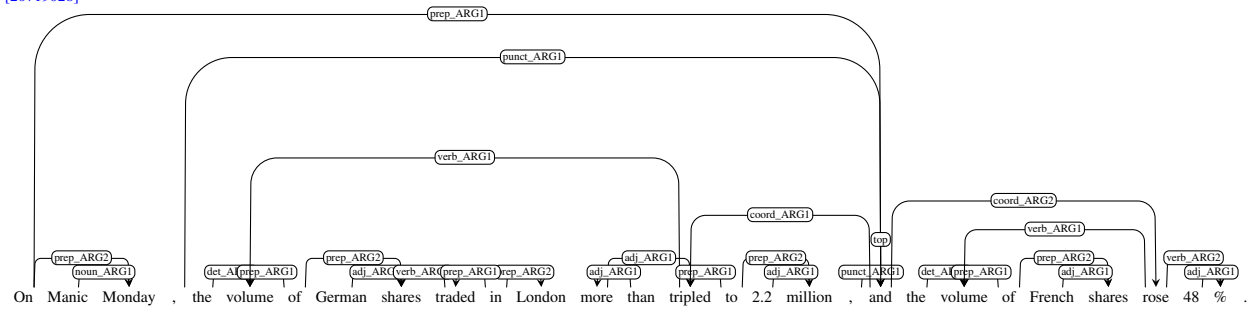 prep_ARG1
punct_ARG1
verb_ARG1
coord_ARG2
coord_ARG1
verb_ARG1
top
prep_ARG2 prep_ARG2 adj_ARG1 prep_ARG2 prep_ARG2 verb_ARG2
noun_ARG1 prep_ARG1 prep_ARG1 adj_ARG1 prep_ARG1 adj_ARG1 punct_ARG1 prep_ARG1 adj_ARG1 adj_ARG1
On Manic Monday , the volume of German shares traded in London more than tripled to 2.2 million , and the volume of French shares rose 48 % .